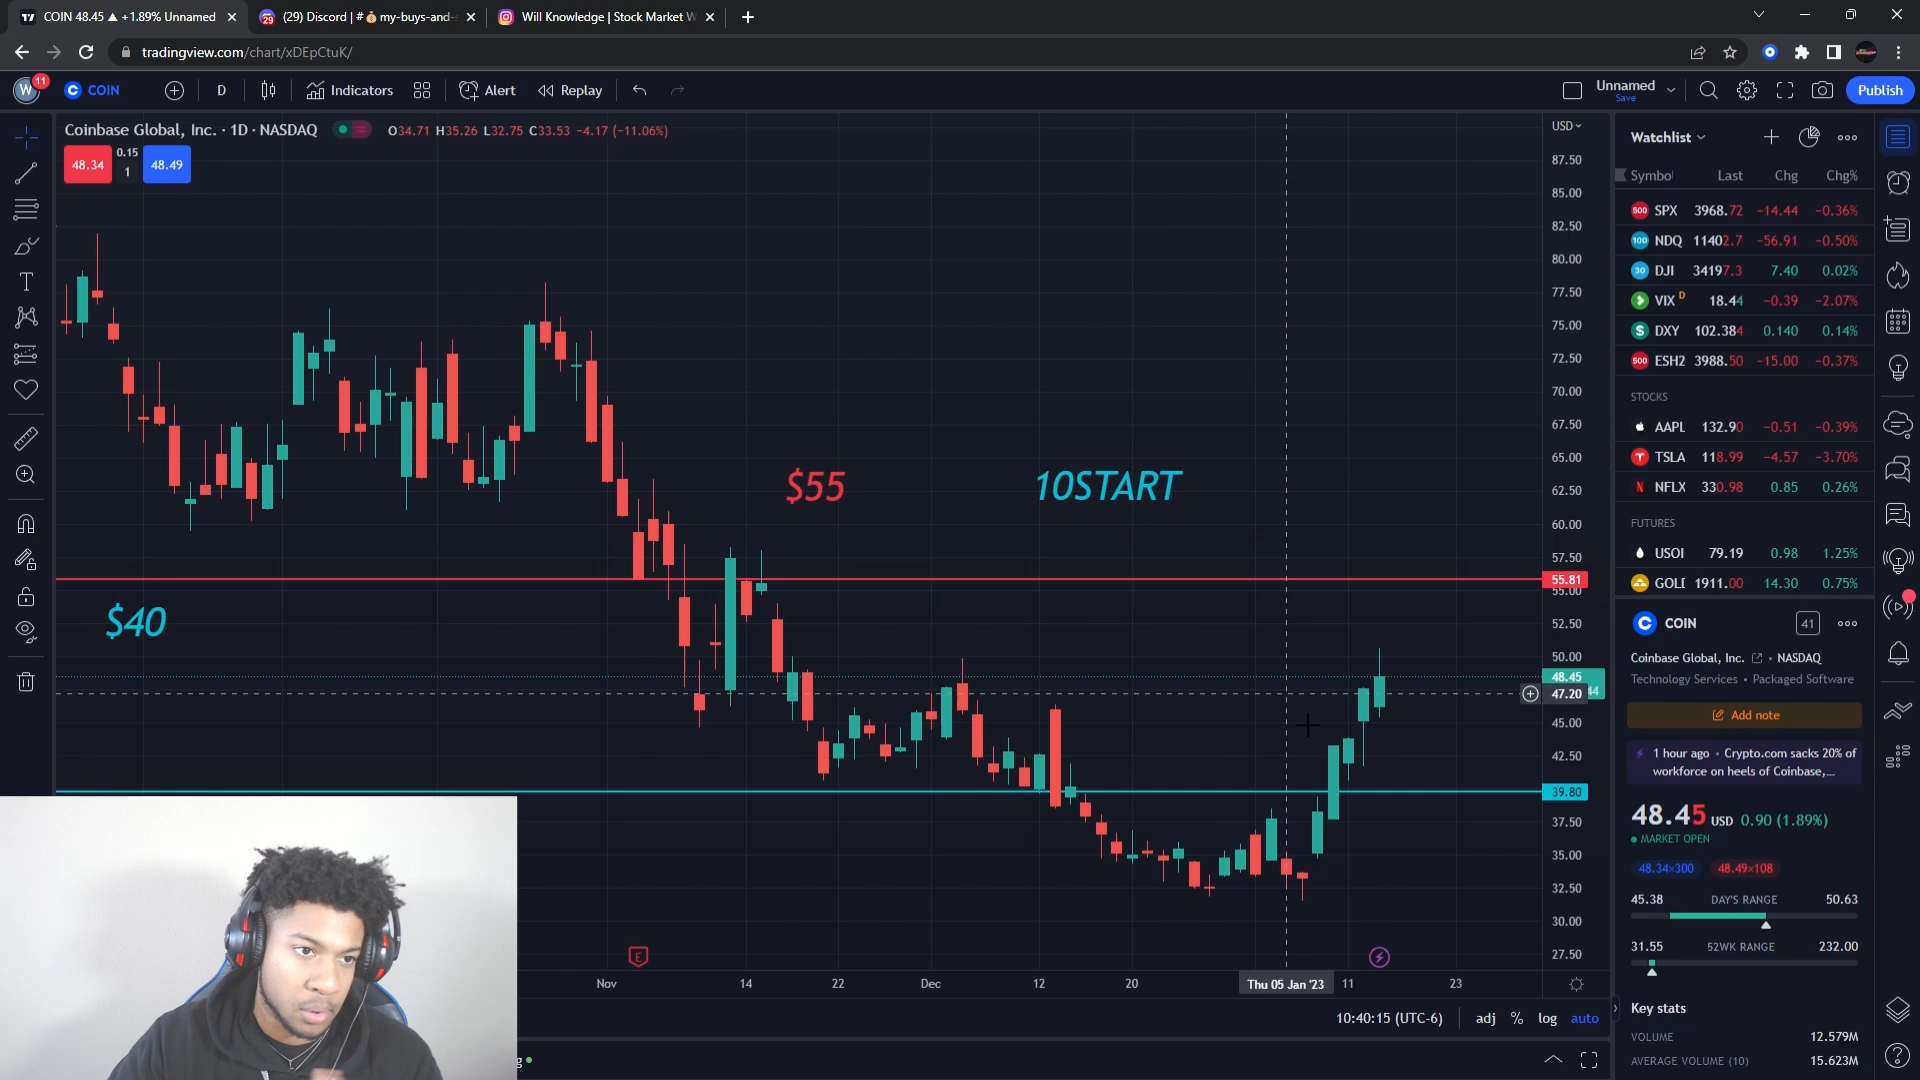 COIN 48.45 ▲ +1.89% Unnamed
(29) Discord | #💰my-buys-and-s
Will Knowledge | Stock Market W
tradingview.com/chart/xDEpCtuK/
W 11 COIN D Indicators Alert Replay Unnamed Save Publish
Coinbase Global, Inc. · 1D · NASDAQ O34.71 H35.26 L32.75 C33.53 −4.17 (−11.06%)
48.34 0.15 1 48.49
$55
10START
$40
USD
87.50
85.00
82.50
80.00
77.50
75.00
72.50
70.00
67.50
65.00
62.50
60.00
57.50
55.81
55.00
52.50
50.00
48.45
47.20 44
45.00
42.50
39.80
37.50
35.00
32.50
30.00
27.50
E
Nov 14 22 Dec 12 20 Thu 05 Jan '23 11 23
10:40:15 (UTC-6) adj % log auto
g
Watchlist
Symbol Last Chg Chg%
500 SPX 3968.72 −14.44 −0.36%
100 NDQ 11402.7 −56.91 −0.50%
30 DJI 34197.3 7.40 0.02%
VIX D 18.44 −0.39 −2.07%
$ DXY 102.384 0.140 0.14%
500 ESH2 3988.50 −15.00 −0.37%
STOCKS
AAPL 132.90 −0.51 −0.39%
TSLA 118.99 −4.57 −3.70%
NFLX 330.98 0.85 0.26%
FUTURES
USOI 79.19 0.98 1.25%
GOLD 1911.00 14.30 0.75%
COIN 41
Coinbase Global, Inc. • NASDAQ
Technology Services • Packaged Software
Add note
1 hour ago • Crypto.com sacks 20% of
workforce on heels of Coinbase,...
48.45 USD 0.90 (1.89%)
MARKET OPEN
48.34×300 48.49×108
45.38 DAY'S RANGE 50.63
31.55 52WK RANGE 232.00
Key stats
VOLUME 12.579M
AVERAGE VOLUME (10) 15.623M